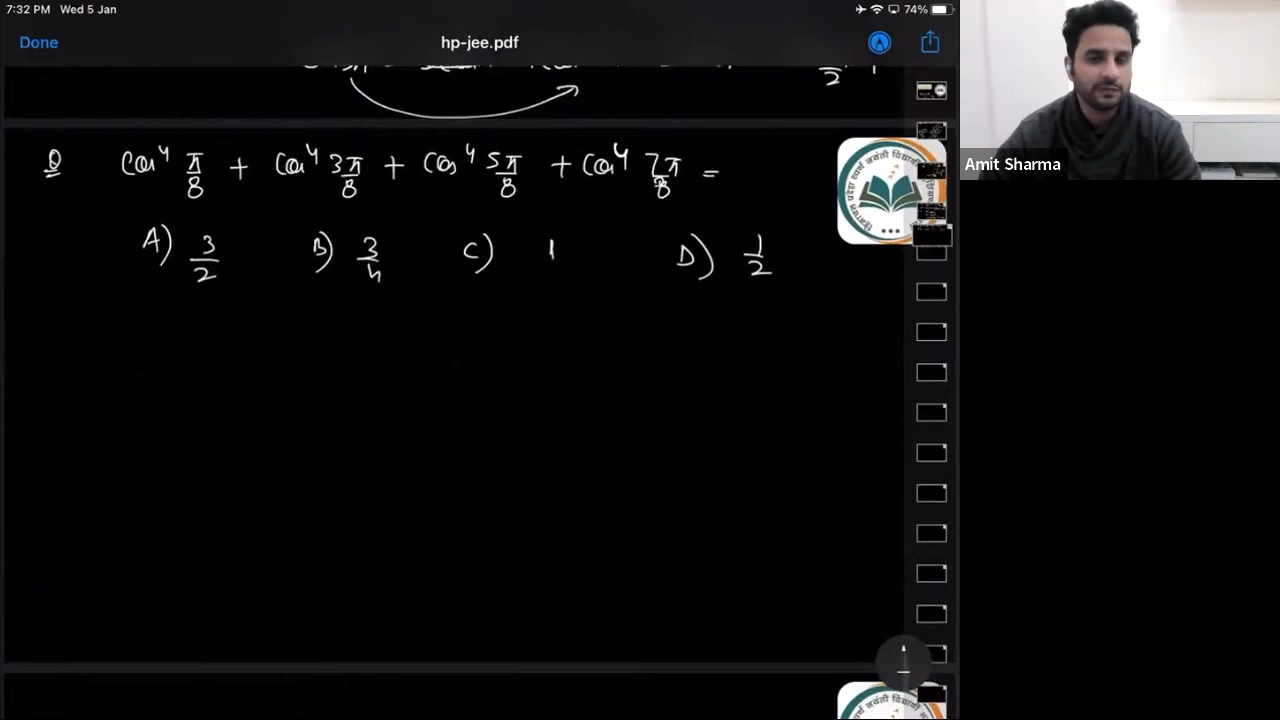 7:32 PM Wed 5 Jan 74%
Done hp-jee.pdf
Q Cos⁴ π/8 + Cos⁴ 3π/8 + Cos⁴ 5π/8 + Cos⁴ 7π/8 =
A) 3/2 B) 3/4 C) 1 D) 1/2
Amit Sharma